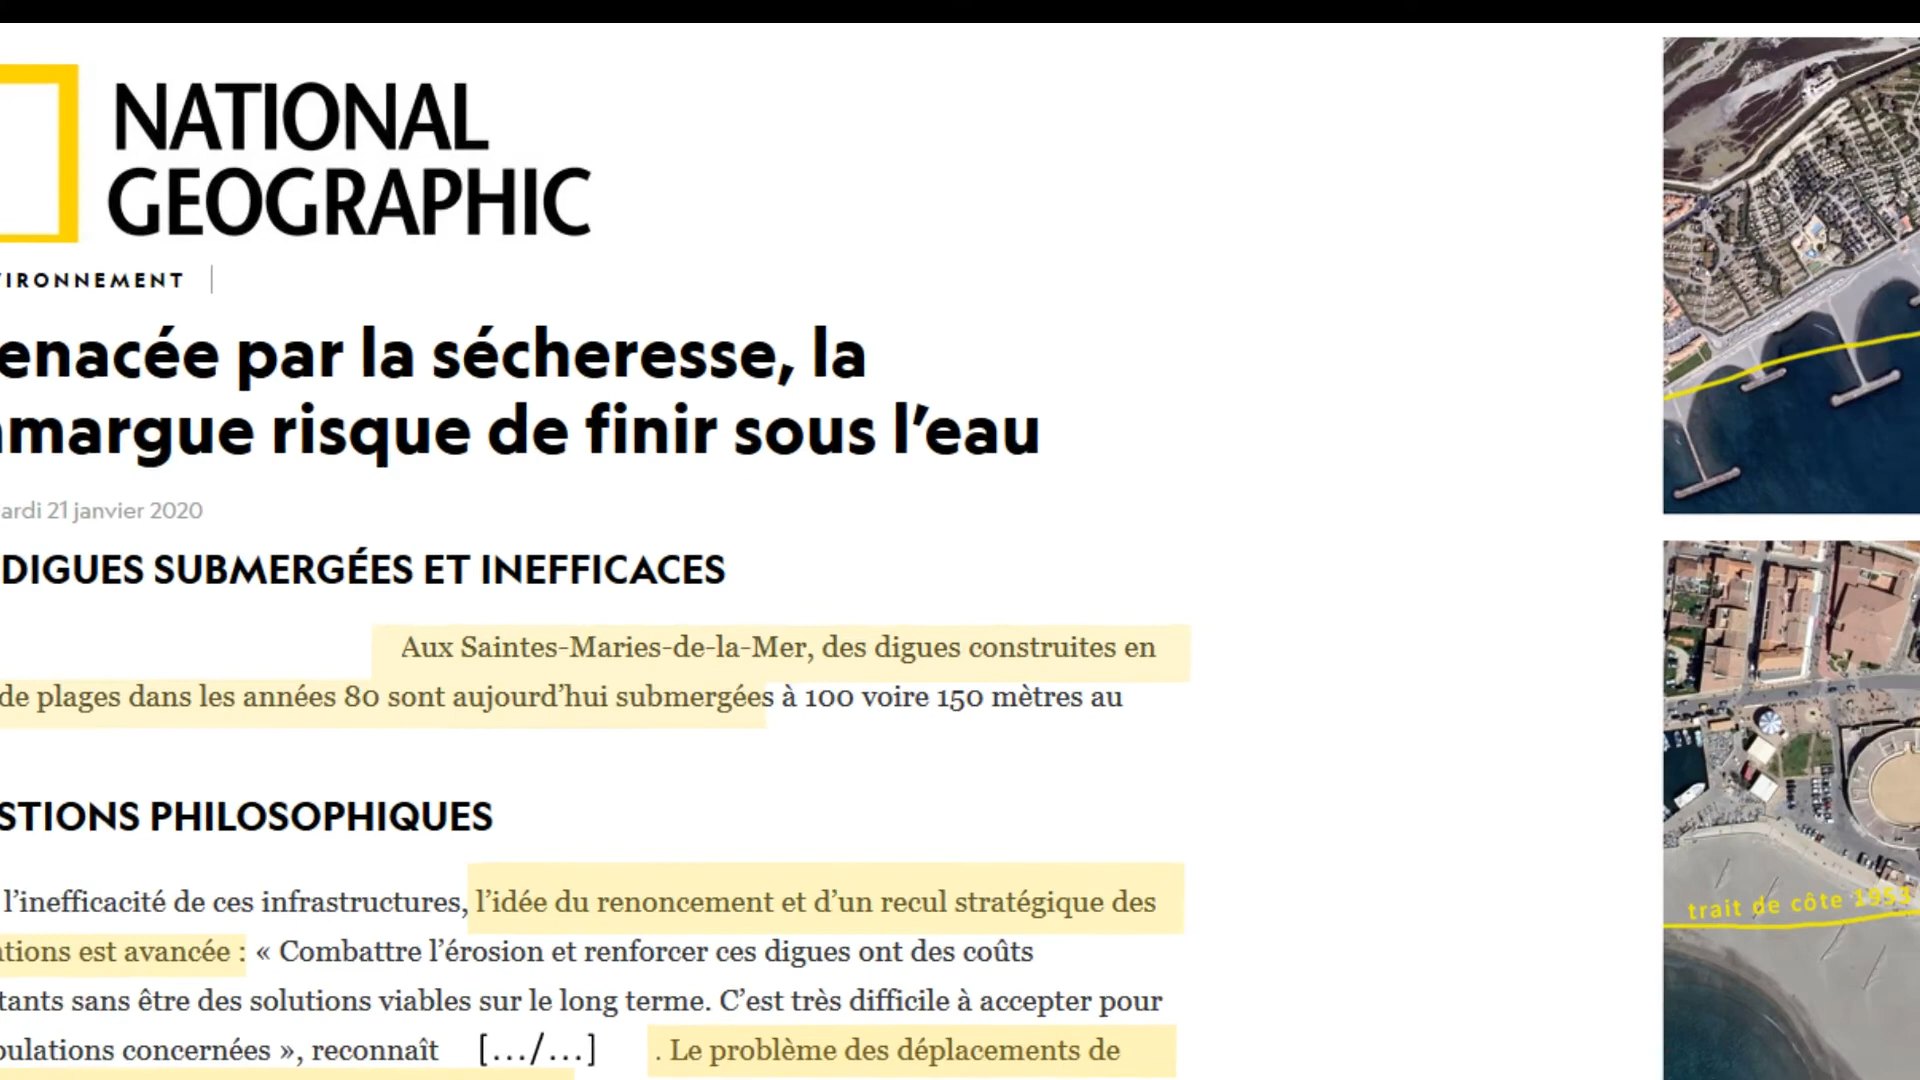 NATIONAL
GEOGRAPHIC
IRONNEMENT
enacée par la sécheresse, la
margue risque de finir sous l’eau
ardi 21 janvier 2020
DIGUES SUBMERGÉES ET INEFFICACES
Aux Saintes-Maries-de-la-Mer, des digues construites en
de plages dans les années 80 sont aujourd’hui submergées à 100 voire 150 mètres au
STIONS PHILOSOPHIQUES
l’inefficacité de ces infrastructures, l’idée du renoncement et d’un recul stratégique des
tions est avancée : « Combattre l’érosion et renforcer ces digues ont des coûts
tants sans être des solutions viables sur le long terme. C’est très difficile à accepter pour
pulations concernées », reconnaît [.../...] . Le problème des déplacements de
trait de côte 1953